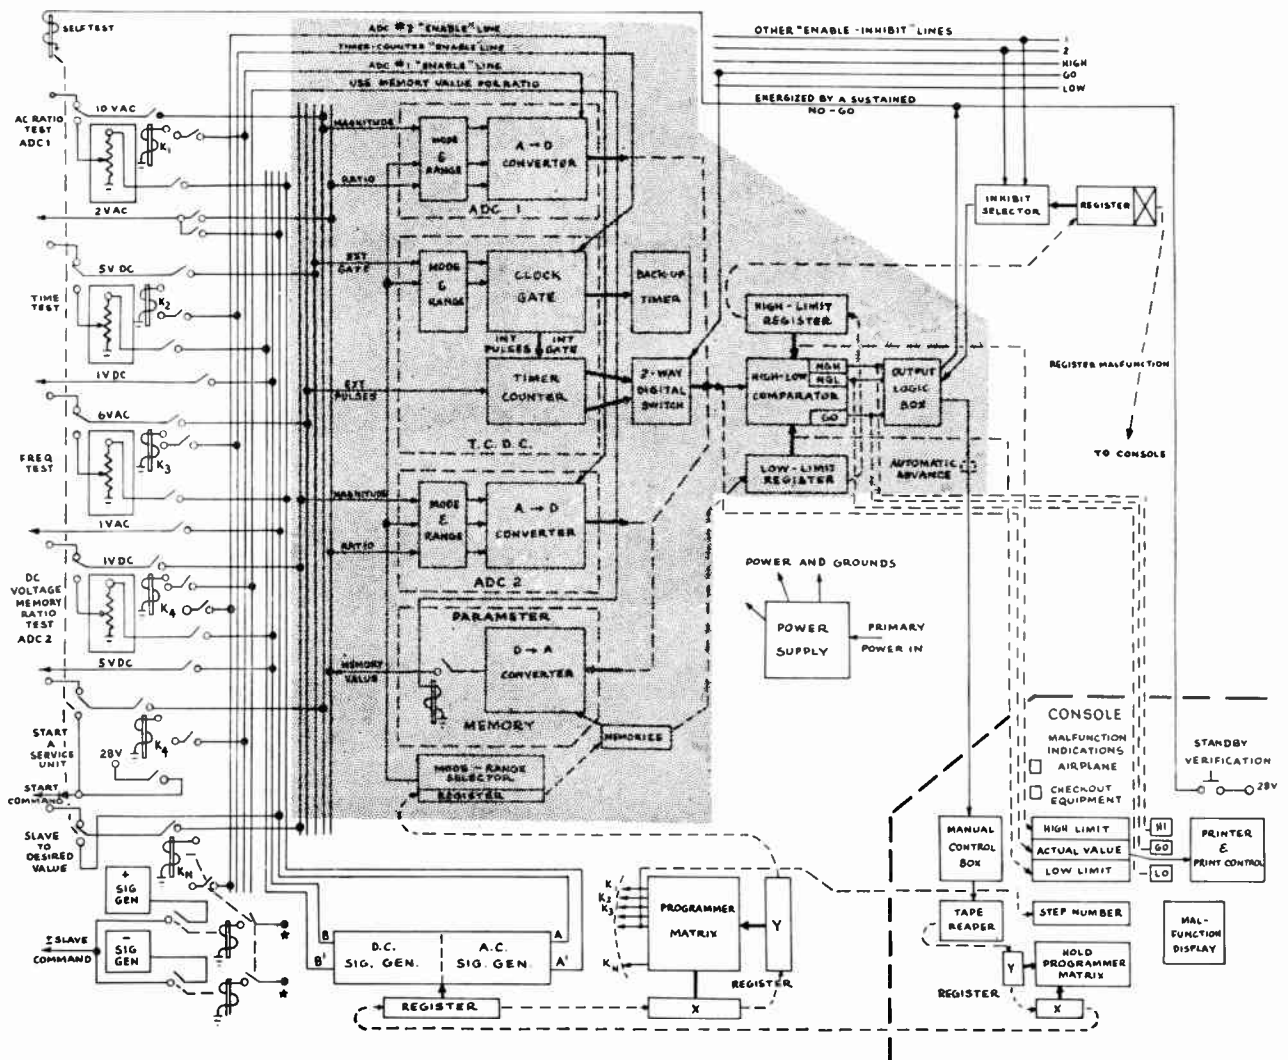 SELF TEST
ADC #2 "ENABLE" LINE
TIMER-COUNTER "ENABLE" LINE
ADC #1 "ENABLE" LINE
USE MEMORY VALUE FOR RATIO
OTHER "ENABLE-INHIBIT" LINES
1
2
HIGH
GO
LOW
ENERGIZED BY A SUSTAINED
NO-GO
10 VAC
AC RATIO
TEST
ADC 1
K1
2 VAC
MAGNITUDE
RATIO
MODE
&
RANGE
A → D
CONVERTER
ADC 1
INHIBIT
SELECTOR
REGISTER
5V DC
TIME
TEST
K2
1V DC
EXT
GATE
MODE
&
RANGE
CLOCK
GATE
BACK-UP
TIMER
INT
PULSES
INT
GATE
EXT
PULSES
TIMER
COUNTER
T.C.D.C.
2-WAY
DIGITAL
SWITCH
HIGH-LIMIT
REGISTER
HIGH-LOW
COMPARATOR
HGH
NGL
GO
LOW-LIMIT
REGISTER
OUTPUT
LOGIC
BOX
AUTOMATIC
ADVANCE
REGISTER MALFUNCTION
TO CONSOLE
6VAC
FREQ
TEST
K3
1VAC
MAGNITUDE
RATIO
MODE
&
RANGE
A → D
CONVERTER
ADC 2
1V DC
DC
VOLTAGE
MEMORY
RATIO
TEST
ADC 2
K4
5V DC
PARAMETER
D → A
CONVERTER
MEMORY
VALUE
MEMORY
MEMORIZE
MODE-RANGE
SELECTOR
REGISTER
POWER AND GROUNDS
POWER
SUPPLY
PRIMARY
POWER IN
START
A
SERVICE
UNIT
K4
28V
START
COMMAND
SLAVE
TO
DESIRED
VALUE
KN
+
SIG
GEN
−
SIG
GEN
± SLAVE
COMMAND
★
★
B
B'
D.C.
SIG. GEN.
A.C.
SIG. GEN.
A
A'
REGISTER
K1
K2
K3
KN
PROGRAMMER
MATRIX
Y
X
REGISTER
CONSOLE
MALFUNCTION
INDICATIONS
AIRPLANE
CHECKOUT
EQUIPMENT
STANDBY
VERIFICATION
28V
MANUAL
CONTROL
BOX
HIGH LIMIT
ACTUAL VALUE
LOW LIMIT
HI
GO
LO
PRINTER
&
PRINT CONTROL
TAPE
REAPER
STEP NUMBER
Y
HOLD
PROGRAMMER
MATRIX
X
REGISTER
MAL-
FUNCTION
DISPLAY